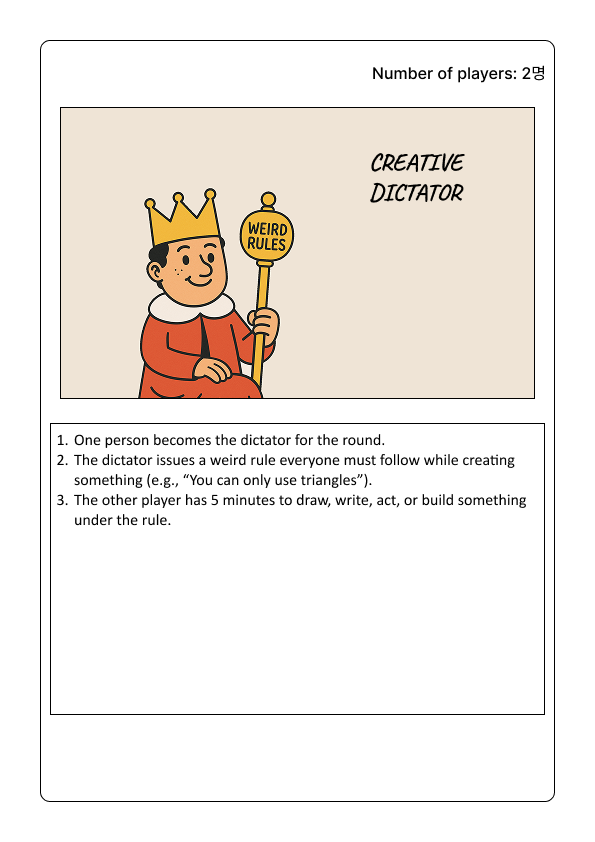 Number of players: 2명
CREATIVE
DICTATOR
WEIRD
RULES
1. One person becomes the dictator for the round.
2. The dictator issues a weird rule everyone must follow while creating
something (e.g., “You can only use triangles”).
3. The other player has 5 minutes to draw, write, act, or build something
under the rule.